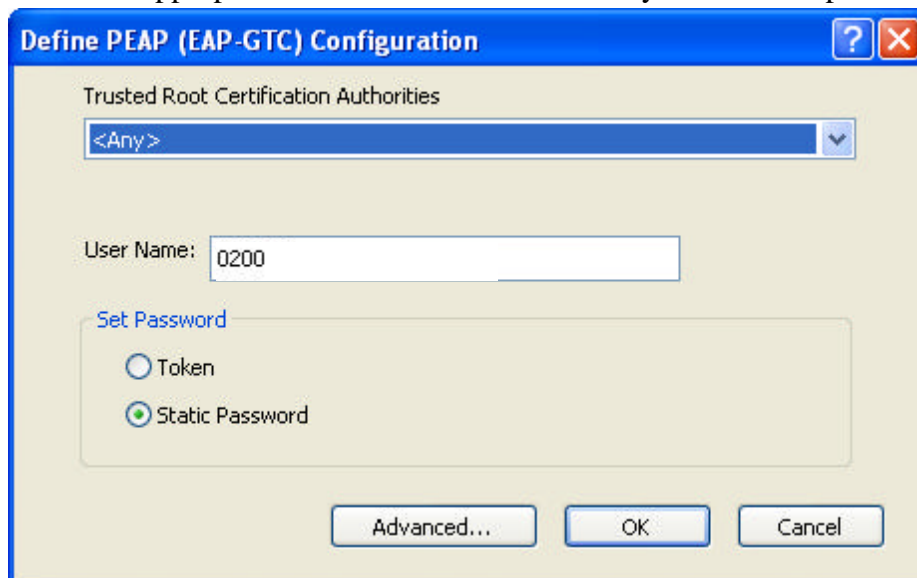 Define PEAP (EAP-GTC) Configuration
Trusted Root Certification Authorities
<Any>
User Name: 0200
Set Password
Token
Static Password
Advanced... OK Cancel